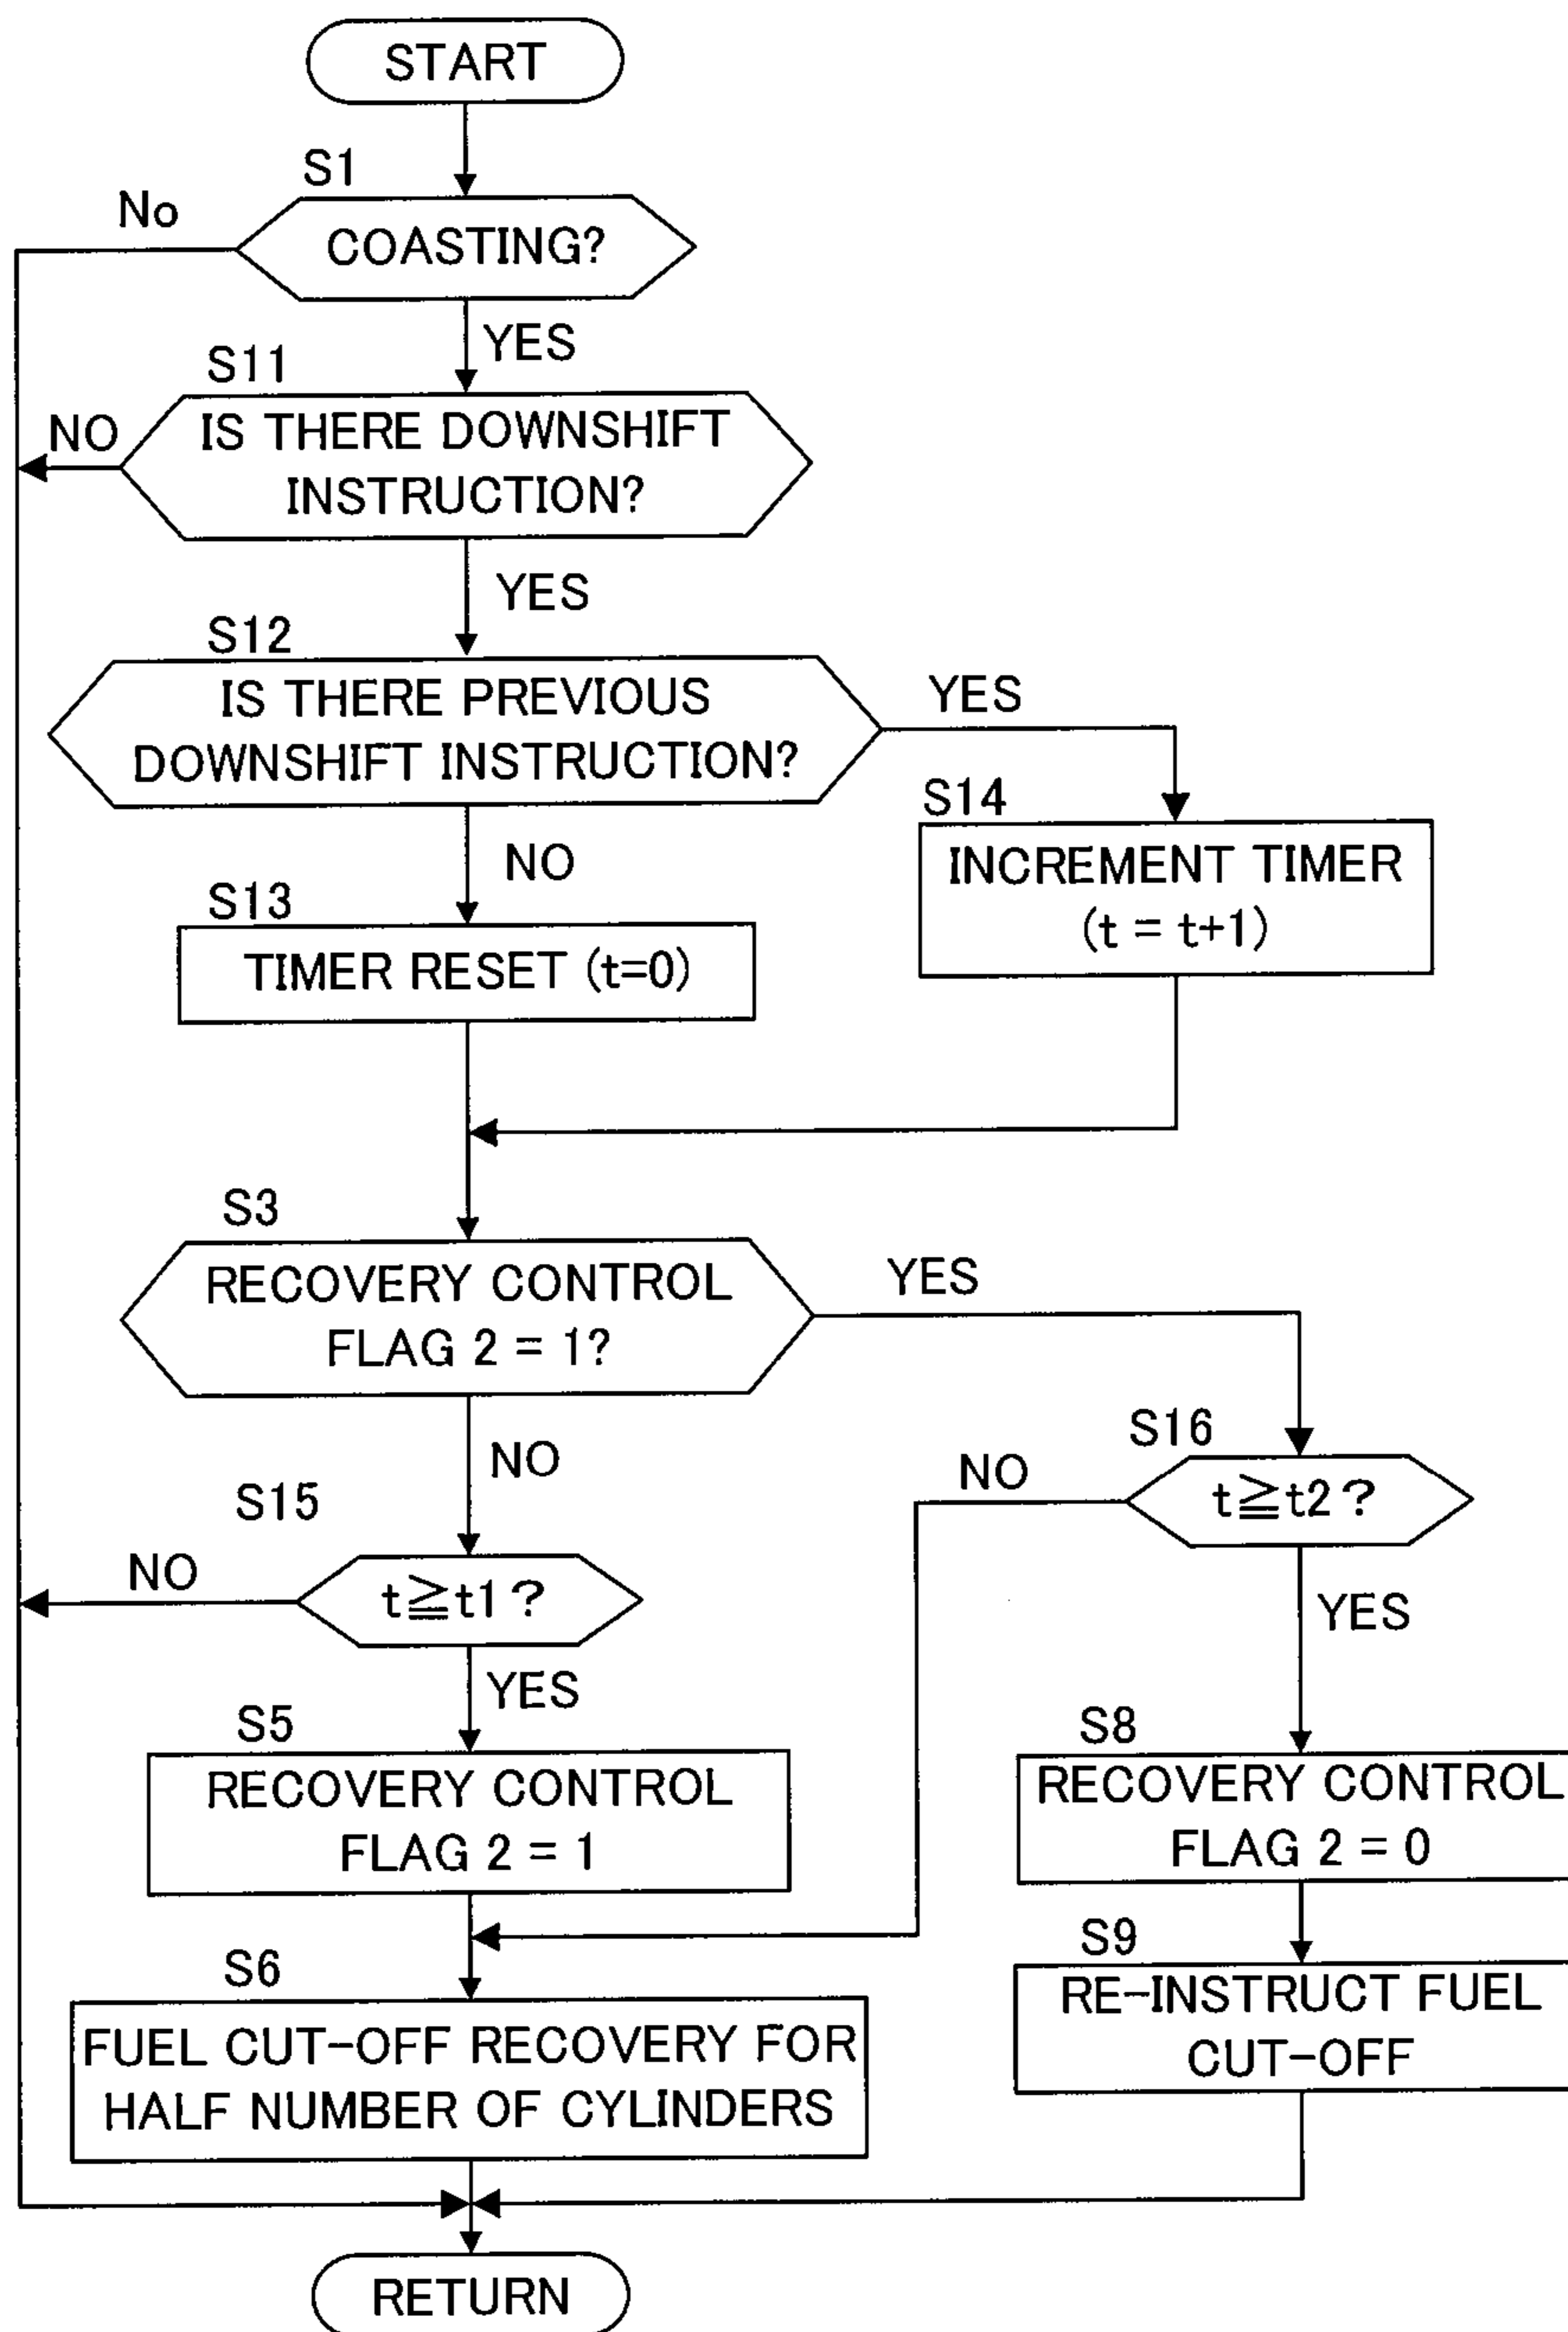 START
S1
No
COASTING?
YES
S11
NO
IS THERE DOWNSHIFT
INSTRUCTION?
YES
S12
IS THERE PREVIOUS
DOWNSHIFT INSTRUCTION?
YES
S14
INCREMENT TIMER
(t = t+1)
NO
S13
TIMER RESET (t=0)
S3
RECOVERY CONTROL
FLAG 2 = 1?
YES
NO
S16
NO
t≧t2?
YES
S15
NO
t≧t1?
YES
S5
RECOVERY CONTROL
FLAG 2 = 1
S8
RECOVERY CONTROL
FLAG 2 = 0
S9
RE-INSTRUCT FUEL
CUT-OFF
S6
FUEL CUT-OFF RECOVERY FOR
HALF NUMBER OF CYLINDERS
RETURN